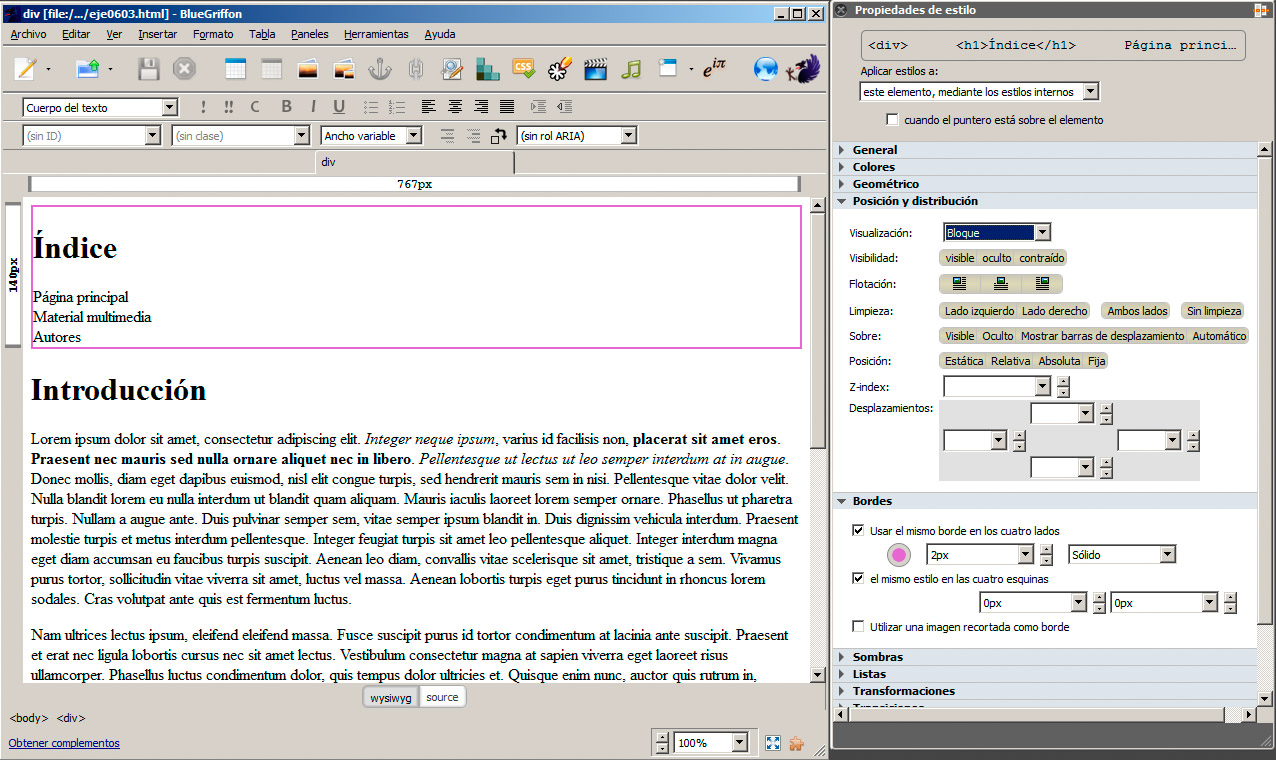 div [file:/.../eje0603.html] - BlueGriffon
Archivo Editar Ver Insertar Formato Tabla Paneles Herramientas Ayuda
CSS
e iπ
Cuerpo del texto ! !! C B I U
(sin ID) (sin clase) Ancho variable (sin rol ARIA)
div
767px
140px
Índice
Página principal
Material multimedia
Autores
Introducción
Lorem ipsum dolor sit amet, consectetur adipiscing elit. Integer neque ipsum, varius id facilisis non, placerat sit amet eros.
Praesent nec mauris sed nulla ornare aliquet nec in libero. Pellentesque ut lectus ut leo semper interdum at in augue.
Donec mollis, diam eget dapibus euismod, nisl elit congue turpis, sed hendrerit mauris sem in nisi. Pellentesque vitae dolor velit.
Nulla blandit lorem eu nulla interdum ut blandit quam aliquam. Mauris iaculis laoreet lorem semper ornare. Phasellus ut pharetra
turpis. Nullam a augue ante. Duis pulvinar semper sem, vitae semper ipsum blandit in. Duis dignissim vehicula interdum. Praesent
molestie turpis et metus interdum pellentesque. Integer feugiat turpis sit amet leo pellentesque aliquet. Integer interdum magna
eget diam accumsan eu faucibus turpis suscipit. Aenean leo diam, convallis vitae scelerisque sit amet, tristique a sem. Vivamus
purus tortor, sollicitudin vitae viverra sit amet, luctus vel massa. Aenean lobortis turpis eget purus tincidunt in rhoncus lorem
sodales. Cras volutpat ante quis est fermentum luctus.
Nam ultrices lectus ipsum, eleifend eleifend massa. Fusce suscipit purus id tortor condimentum at lacinia ante suscipit. Praesent
et erat nec ligula lobortis cursus nec sit amet lectus. Vestibulum consectetur magna at sapien viverra eget laoreet risus
ullamcorper. Phasellus luctus condimentum dolor, quis tempus dolor ultricies et. Quisque enim nunc, auctor quis rutrum in,
wysiwyg source
<body> <div>
Obtener complementos
100%
Propiedades de estilo
<div> <h1>Índice</h1> Página princi…
Aplicar estilos a:
este elemento, mediante los estilos internos
cuando el puntero está sobre el elemento
General
Colores
Geométrico
Posición y distribución
Visualización: Bloque
Visibilidad: visible oculto contraído
Flotación:
Limpieza: Lado izquierdo Lado derecho Ambos lados Sin limpieza
Sobre: Visible Oculto Mostrar barras de desplazamiento Automático
Posición: Estática Relativa Absoluta Fija
Z-index:
Desplazamientos:
Bordes
Usar el mismo borde en los cuatro lados
2px Sólido
el mismo estilo en las cuatro esquinas
0px 0px
Utilizar una imagen recortada como borde
Sombras
Listas
Transformaciones
Transiciones